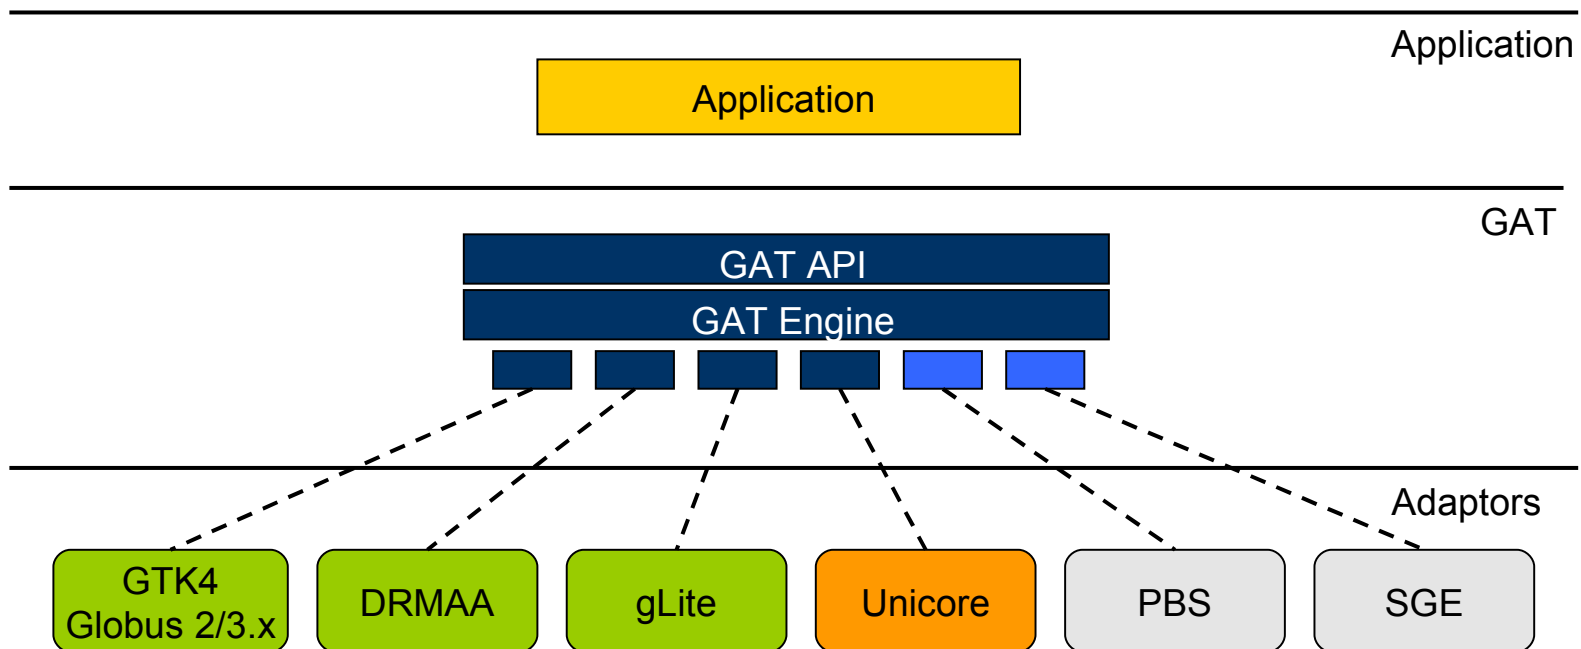 Application
Application
GAT
GAT API
GAT Engine
Adaptors
GTK4
Globus 2/3.x
DRMAA
gLite
Unicore
PBS
SGE